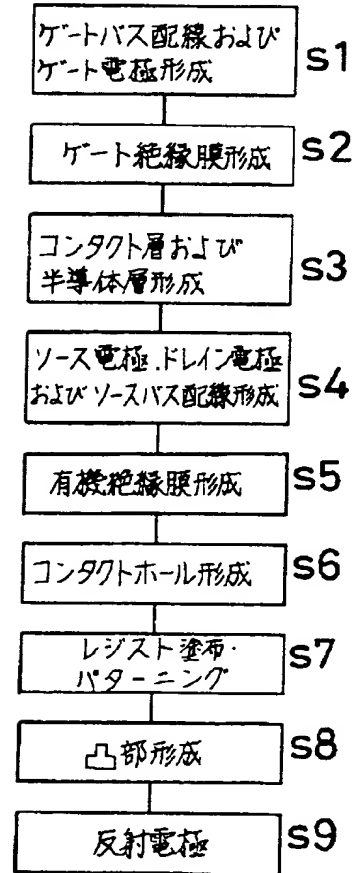 ゲートバス配線および
ゲート電極形成
S1
ゲート絶縁膜形成
S2
コンタクト層および
半導体層形成
S3
ソース電極、ドレイン電極
およびソースバス配線形成
S4
有機絶縁膜形成
S5
コンタクトホール形成
S6
レジスト塗布・
パターニング
S7
凸部形成
S8
反射電極
S9